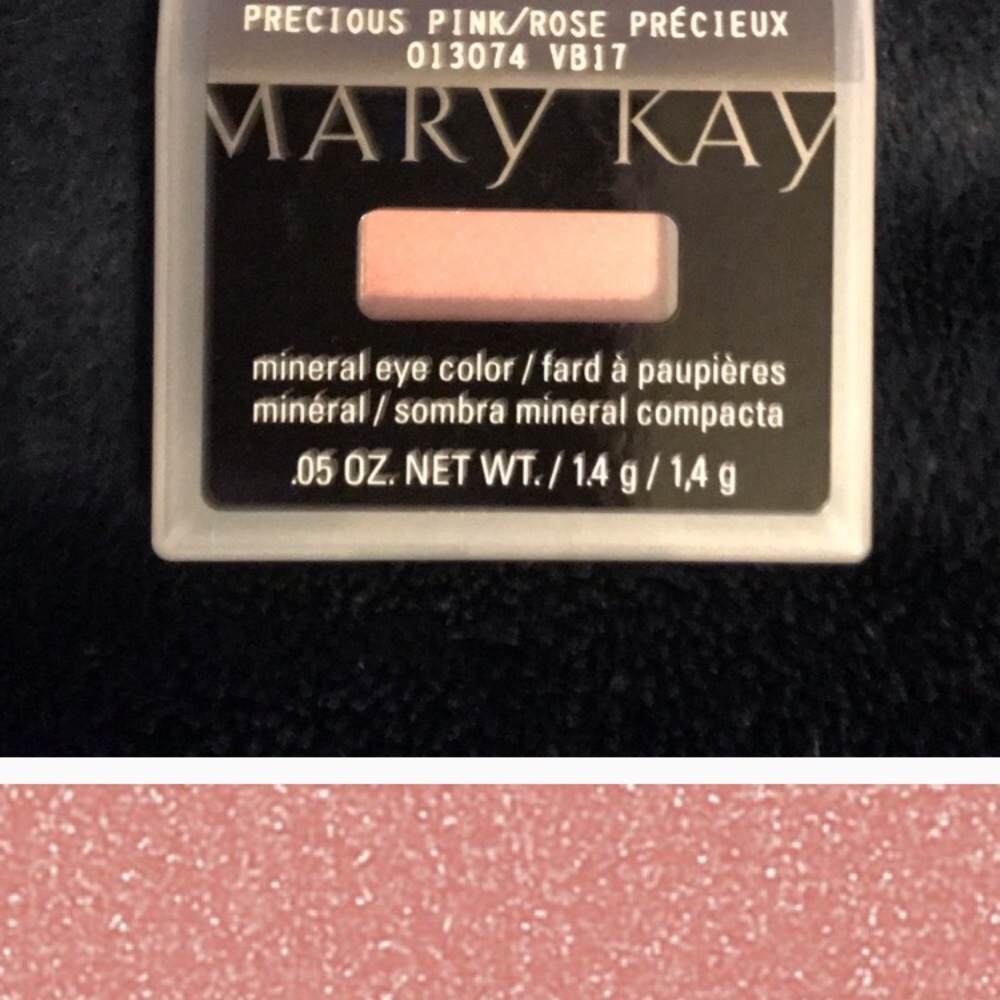 PRECIOUS PINK/ROSE PRÉCIEUX
013074 VB17
MARY KAY
mineral eye color / fard à paupières
minéral / sombra mineral compacta
.05 OZ. NET WT. / 1.4 g / 1,4 g